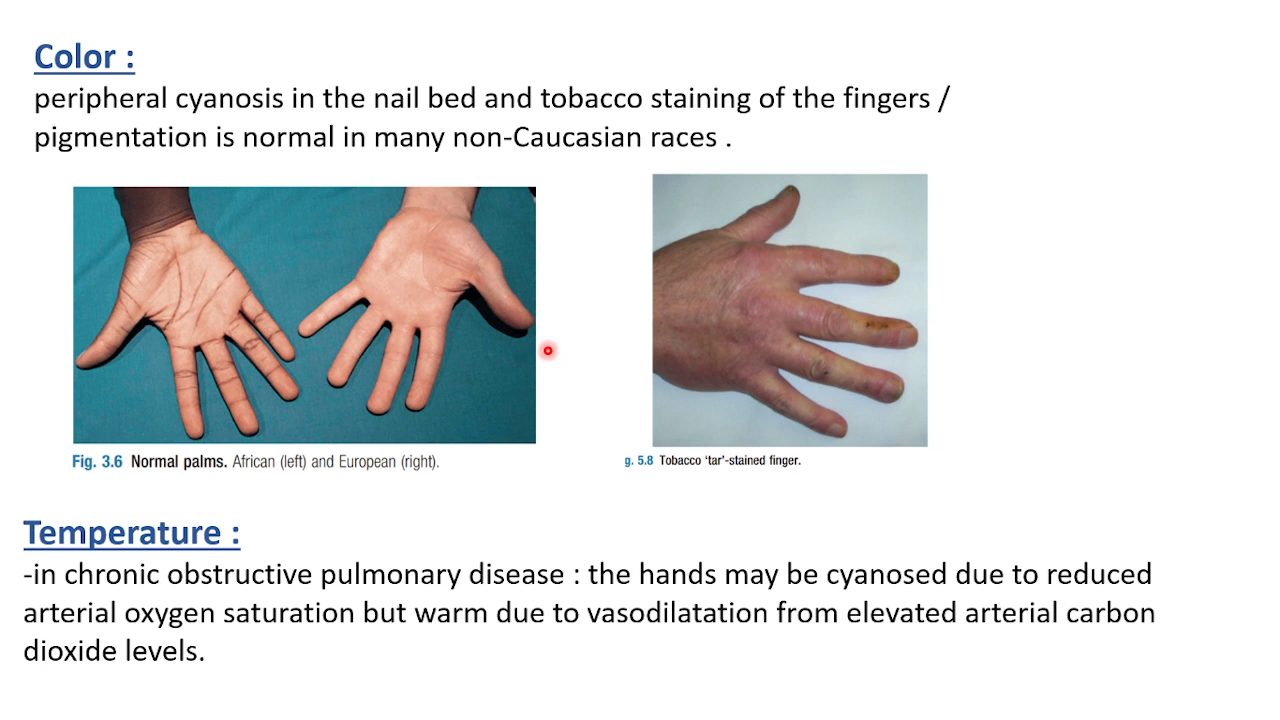 Color :
peripheral cyanosis in the nail bed and tobacco staining of the fingers /
pigmentation is normal in many non-Caucasian races .
Fig. 3.6 Normal palms. African (left) and European (right).
g. 5.8 Tobacco ‘tar’-stained finger.
Temperature :
-in chronic obstructive pulmonary disease : the hands may be cyanosed due to reduced
arterial oxygen saturation but warm due to vasodilatation from elevated arterial carbon
dioxide levels.